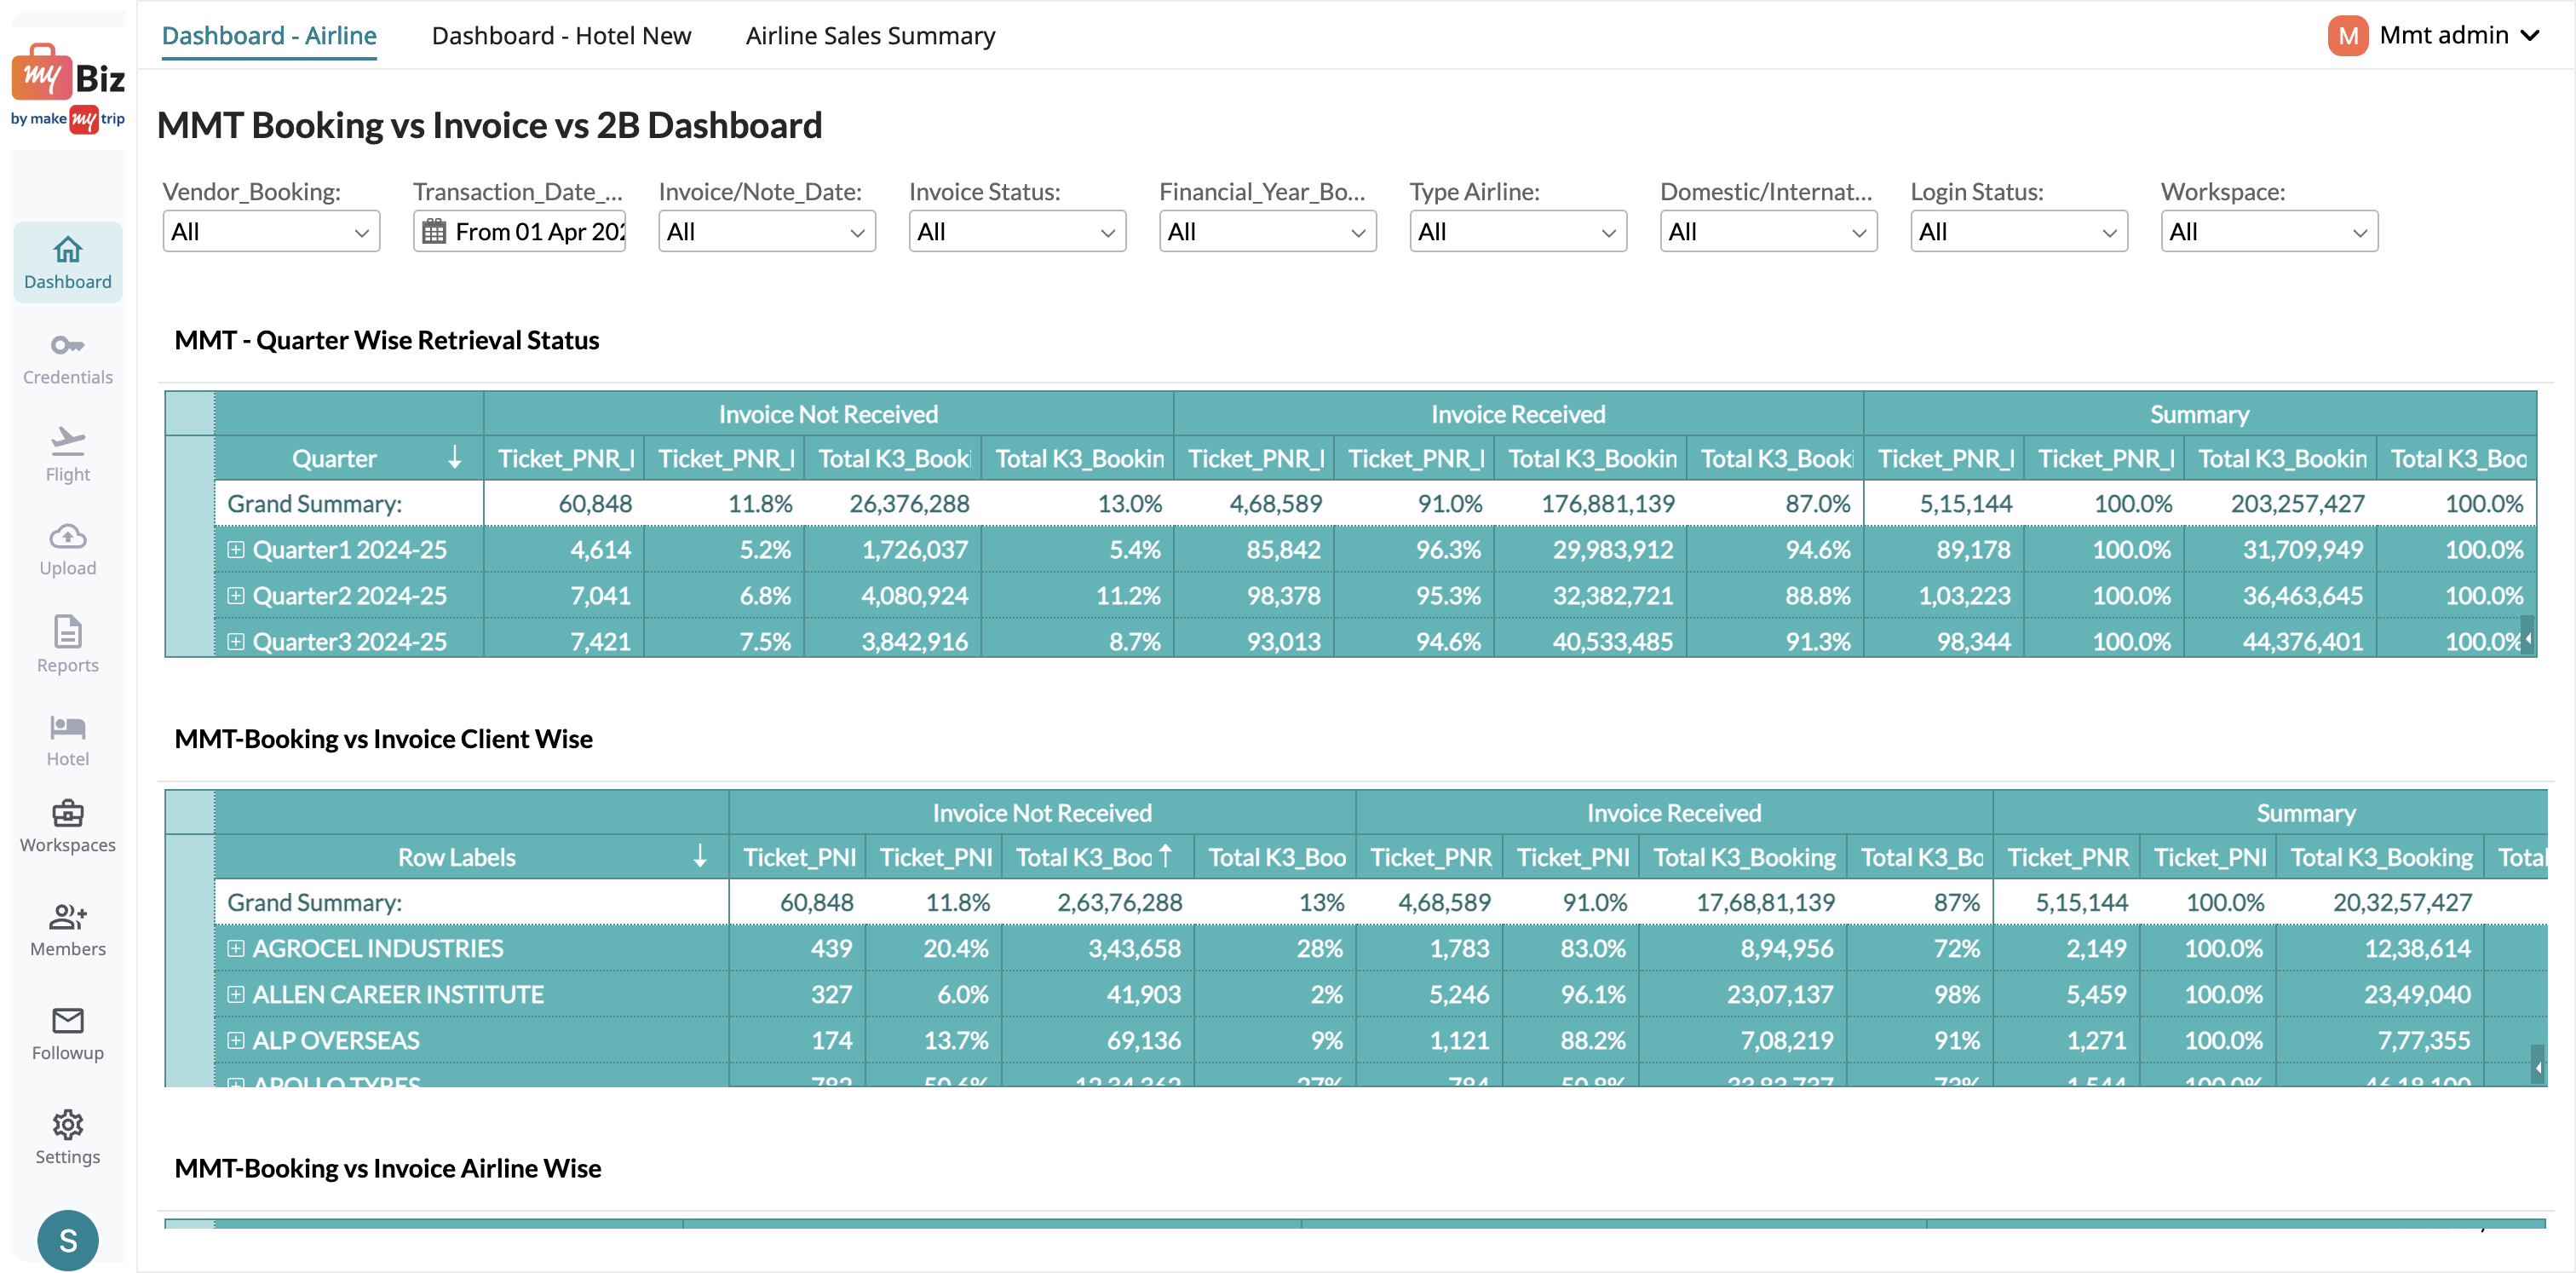 my Biz
by make my trip
Dashboard
Credentials
Flight
Upload
Reports
Hotel
Workspaces
Members
Followup
Settings
S
Dashboard - Airline Dashboard - Hotel New Airline Sales Summary M Mmt admin
MMT Booking vs Invoice vs 2B Dashboard
Vendor_Booking: Transaction_Date_... Invoice/Note_Date: Invoice Status: Financial_Year_Bo... Type Airline: Domestic/Internat... Login Status: Workspace:
All From 01 Apr 202 All All All All All All All
MMT - Quarter Wise Retrieval Status
Invoice Not Received Invoice Received Summary
Quarter Ticket_PNR_I Ticket_PNR_I Total K3_Booki Total K3_Bookin Ticket_PNR_I Ticket_PNR_I Total K3_Bookin Total K3_Booki Ticket_PNR_I Ticket_PNR_I Total K3_Bookin Total K3_Boo
Grand Summary: 60,848 11.8% 26,376,288 13.0% 4,68,589 91.0% 176,881,139 87.0% 5,15,144 100.0% 203,257,427 100.0%
Quarter1 2024-25 4,614 5.2% 1,726,037 5.4% 85,842 96.3% 29,983,912 94.6% 89,178 100.0% 31,709,949 100.0%
Quarter2 2024-25 7,041 6.8% 4,080,924 11.2% 98,378 95.3% 32,382,721 88.8% 1,03,223 100.0% 36,463,645 100.0%
Quarter3 2024-25 7,421 7.5% 3,842,916 8.7% 93,013 94.6% 40,533,485 91.3% 98,344 100.0% 44,376,401 100.0%
MMT-Booking vs Invoice Client Wise
Invoice Not Received Invoice Received Summary
Row Labels Ticket_PNI Ticket_PNI Total K3_Boo Total K3_Boo Ticket_PNR Ticket_PNI Total K3_Booking Total K3_Bo Ticket_PNR Ticket_PNI Total K3_Booking Total
Grand Summary: 60,848 11.8% 2,63,76,288 13% 4,68,589 91.0% 17,68,81,139 87% 5,15,144 100.0% 20,32,57,427
AGROCEL INDUSTRIES 439 20.4% 3,43,658 28% 1,783 83.0% 8,94,956 72% 2,149 100.0% 12,38,614
ALLEN CAREER INSTITUTE 327 6.0% 41,903 2% 5,246 96.1% 23,07,137 98% 5,459 100.0% 23,49,040
ALP OVERSEAS 174 13.7% 69,136 9% 1,121 88.2% 7,08,219 91% 1,271 100.0% 7,77,355
APOLLO TYRES
MMT-Booking vs Invoice Airline Wise